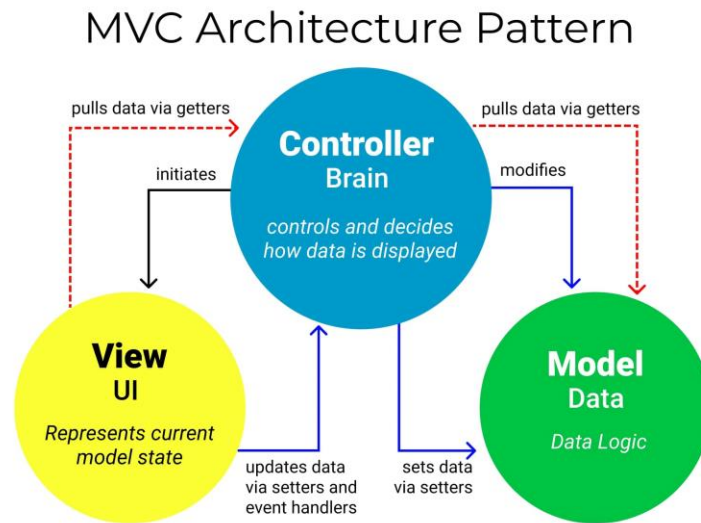 MVC Architecture Pattern
pulls data via getters
pulls data via getters
Controller
Brain
controls and decides
how data is displayed
initiates
modifies
View
UI
Represents current
model state
Model
Data
Data Logic
updates data
via setters and
event handlers
sets data
via setters